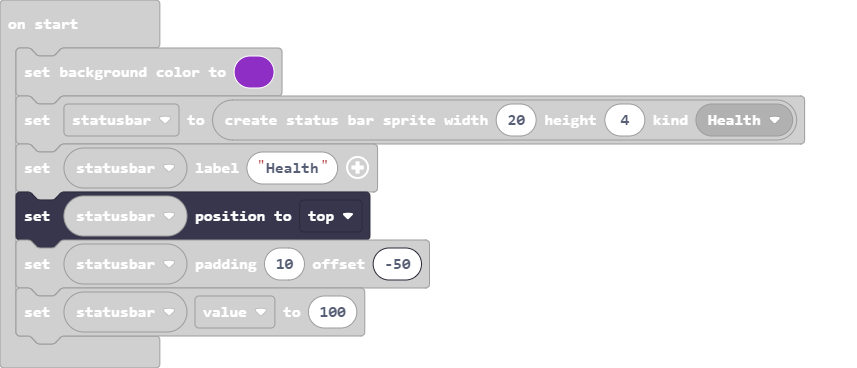 on start
set background color to
set statusbar to create status bar sprite width 20 height 4 kind Health
set statusbar label "Health"
set statusbar position to top
set statusbar padding 10 offset -50
set statusbar value to 100